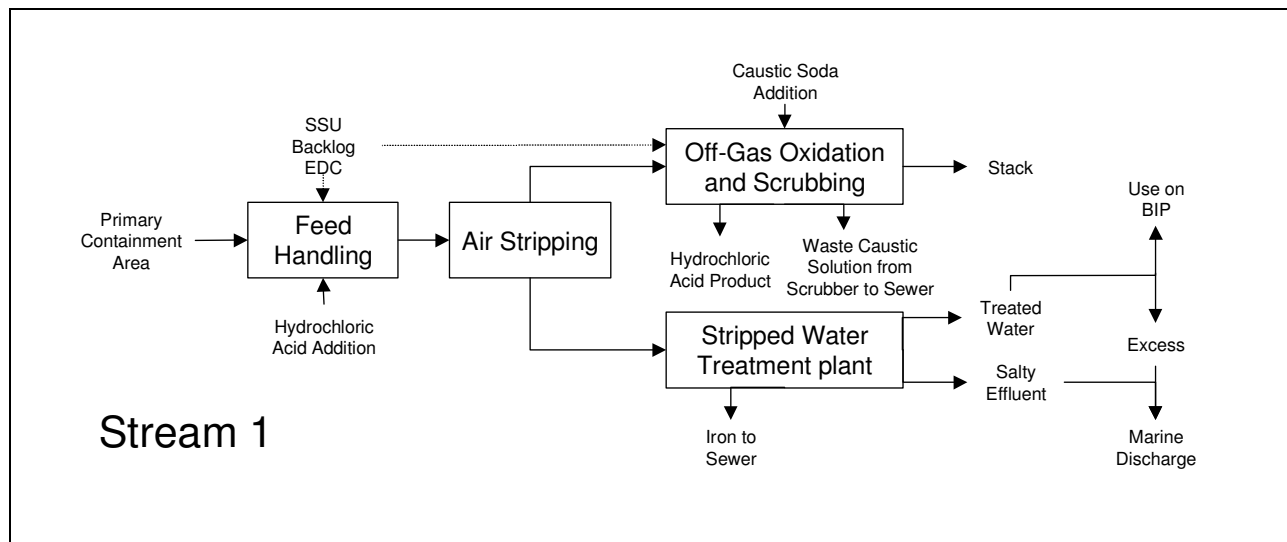 Caustic Soda
Addition
SSU
Backlog
EDC
Off-Gas Oxidation
and Scrubbing
Stack
Use on
BIP
Primary
Containment
Area
Feed
Handling
Air Stripping
Hydrochloric
Acid Product
Waste Caustic
Solution from
Scrubber to Sewer
Hydrochloric
Acid Addition
Stripped Water
Treatment plant
Treated
Water
Excess
Salty
Effluent
Stream 1
Iron to
Sewer
Marine
Discharge